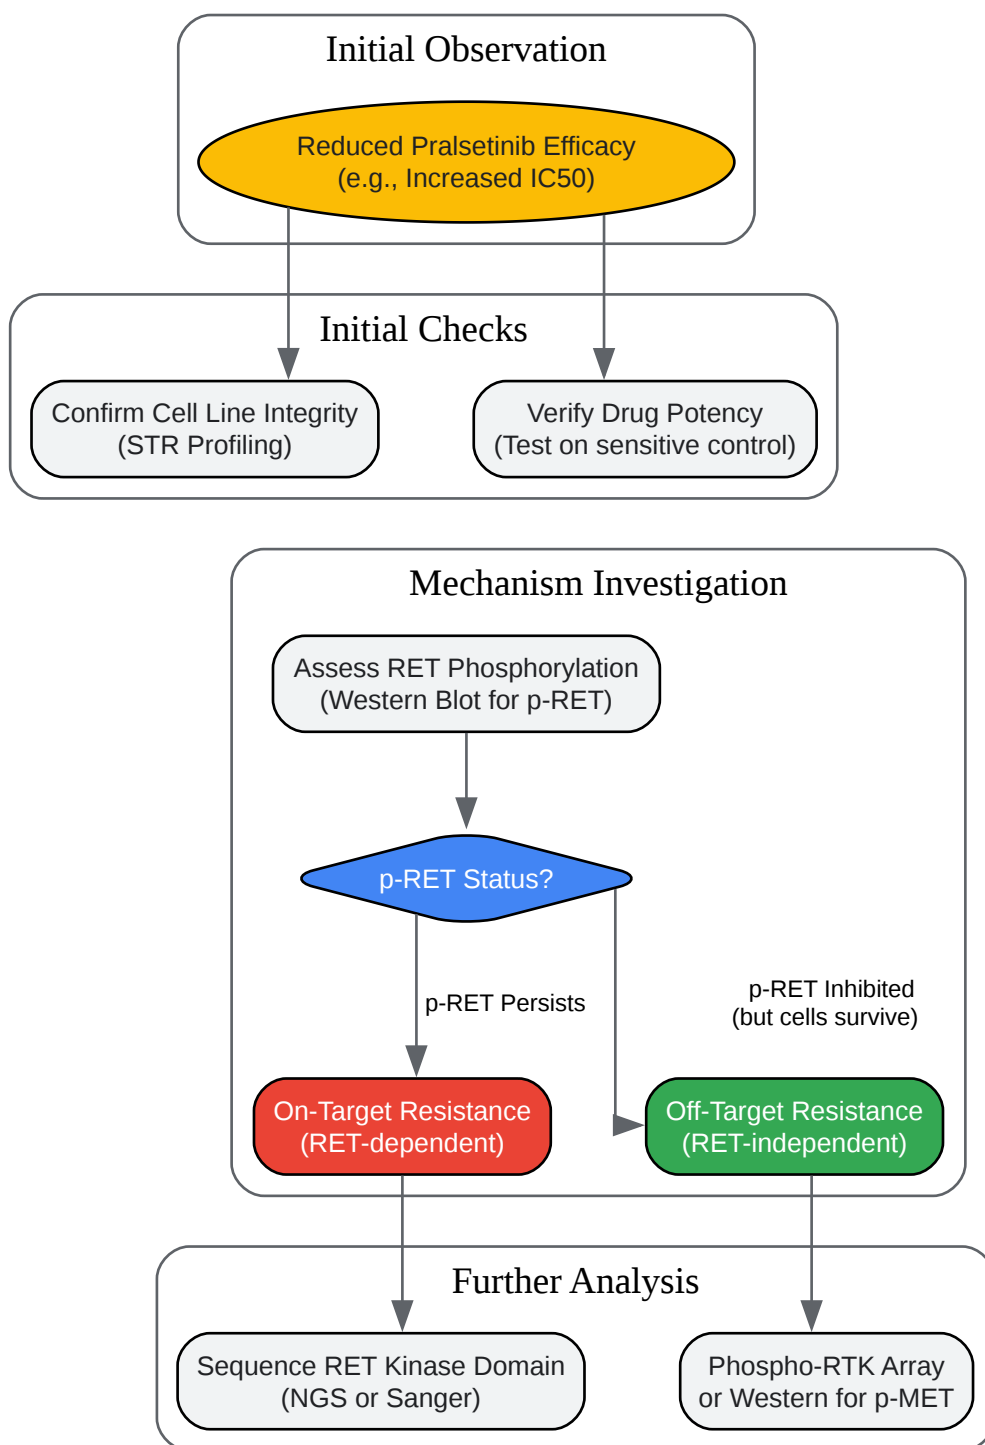 Initial Observation
Reduced Pralsetinib Efficacy
(e.g., Increased IC50)
Initial Checks
Confirm Cell Line Integrity
(STR Profiling)
Verify Drug Potency
(Test on sensitive control)
Mechanism Investigation
Assess RET Phosphorylation
(Western Blot for p-RET)
p-RET Status?
p-RET Persists
p-RET Inhibited
(but cells survive)
On-Target Resistance
(RET-dependent)
Off-Target Resistance
(RET-independent)
Further Analysis
Sequence RET Kinase Domain
(NGS or Sanger)
Phospho-RTK Array
or Western for p-MET